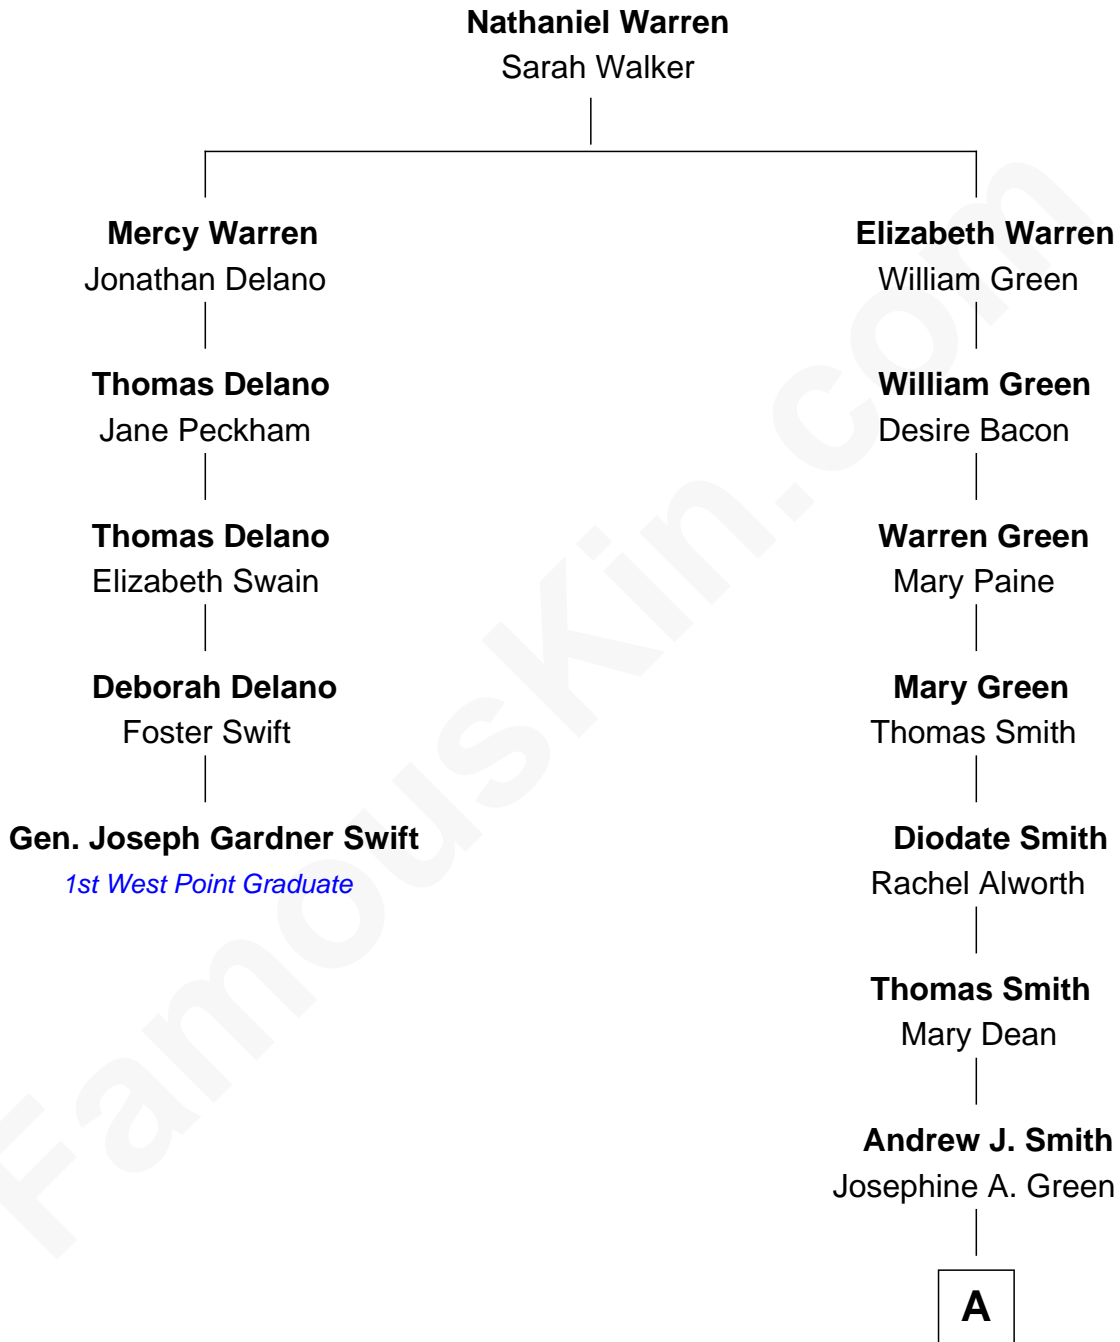 Nathaniel Warren
Sarah Walker
Mercy Warren
Jonathan Delano
Thomas Delano
Jane Peckham
Thomas Delano
Elizabeth Swain
Deborah Delano
Foster Swift
Gen. Joseph Gardner Swift
1st West Point Graduate
Elizabeth Warren
William Green
William Green
Desire Bacon
Warren Green
Mary Paine
Mary Green
Thomas Smith
Diodate Smith
Rachel Alworth
Thomas Smith
Mary Dean
Andrew J. Smith
Josephine A. Green
A
FamousKin.com